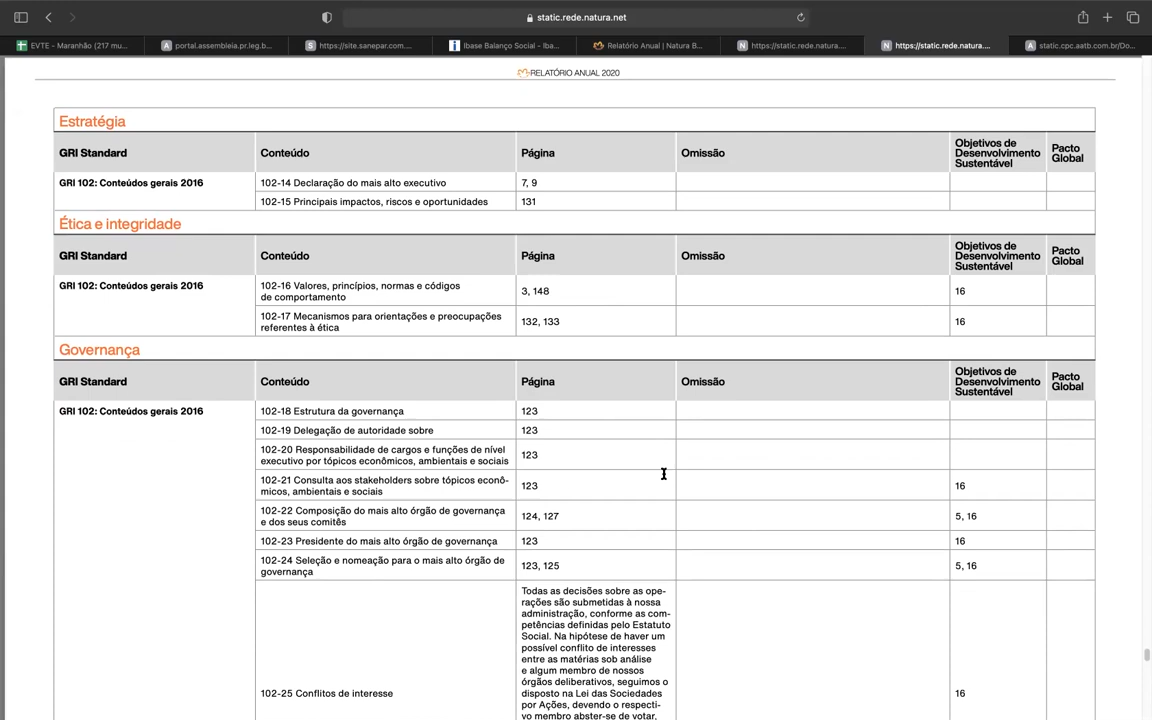 static.rede.natura.net
EVTE - Maranhão (217 mu...
portal.assembleia.pr.leg.b...
https://site.sanepar.com....
Ibase Balanço Social - Iba...
Relatório Anual | Natura B...
https://static.rede.natura....
https://static.rede.natura....
static.cpc.aatb.com.br/Do...
RELATÓRIO ANUAL 2020
Estratégia
GRI Standard
Conteúdo
Página
Omissão
Objetivos de
Desenvolvimento
Sustentável
Pacto
Global
GRI 102: Conteúdos gerais 2016
102-14 Declaração do mais alto executivo
7, 9
102-15 Principais impactos, riscos e oportunidades
131
Ética e integridade
GRI Standard
Conteúdo
Página
Omissão
Objetivos de
Desenvolvimento
Sustentável
Pacto
Global
GRI 102: Conteúdos gerais 2016
102-16 Valores, princípios, normas e códigos
de comportamento
3, 148
16
102-17 Mecanismos para orientações e preocupações
referentes à ética
132, 133
16
Governança
GRI Standard
Conteúdo
Página
Omissão
Objetivos de
Desenvolvimento
Sustentável
Pacto
Global
GRI 102: Conteúdos gerais 2016
102-18 Estrutura da governança
123
102-19 Delegação de autoridade sobre
123
102-20 Responsabilidade de cargos e funções de nível
executivo por tópicos econômicos, ambientais e sociais
123
102-21 Consulta aos stakeholders sobre tópicos econô-
micos, ambientais e sociais
123
16
102-22 Composição do mais alto órgão de governança
e dos seus comitês
124, 127
5, 16
102-23 Presidente do mais alto órgão de governança
123
16
102-24 Seleção e nomeação para o mais alto órgão de
governança
123, 125
5, 16
102-25 Conflitos de interesse
Todas as decisões sobre as ope-
rações são submetidas à nossa
administração, conforme as com-
petências definidas pelo Estatuto
Social. Na hipótese de haver um
possível conflito de interesses
entre as matérias sob análise
e algum membro de nossos
órgãos deliberativos, seguimos o
disposto na Lei das Sociedades
por Ações, devendo o respecti-
vo membro abster-se de votar,
16